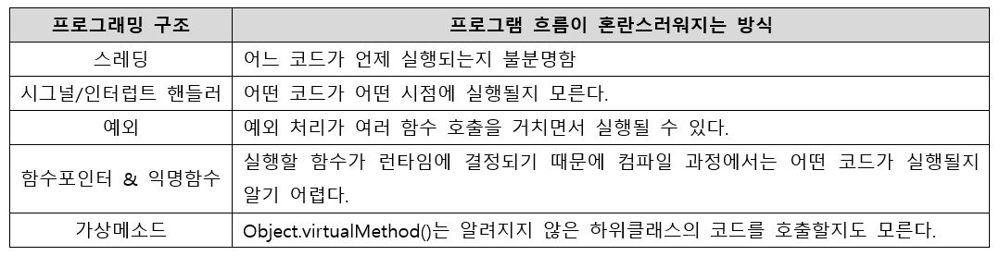 프로그래밍 구조 프로그램 흐름이 혼란스러워지는 방식
스레딩 어느 코드가 언제 실행되는지 불분명함
시그널/인터럽트 핸들러 어떤 코드가 어떤 시점에 실행될지 모른다.
예외 예외 처리가 여러 함수 호출을 거치면서 실행될 수 있다.
함수포인터 & 익명함수 실행할 함수가 런타임에 결정되기 때문에 컴파일 과정에서는 어떤 코드가 실행될지
알기 어렵다.
가상메소드 Object.virtualMethod()는 알려지지 않은 하위클래스의 코드를 호출할지도 모른다.